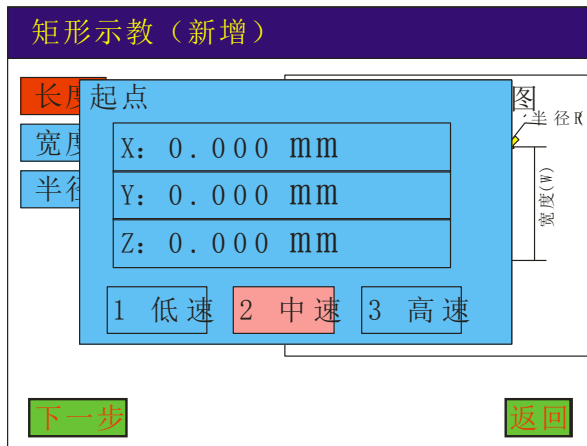 矩形示教（新增）
长度
起点
图
半径R
宽度
X: 0.000 mm
半径
Y: 0.000 mm
宽度(W)
Z: 0.000 mm
1 低速 2 中速 3 高速
下一步
返回